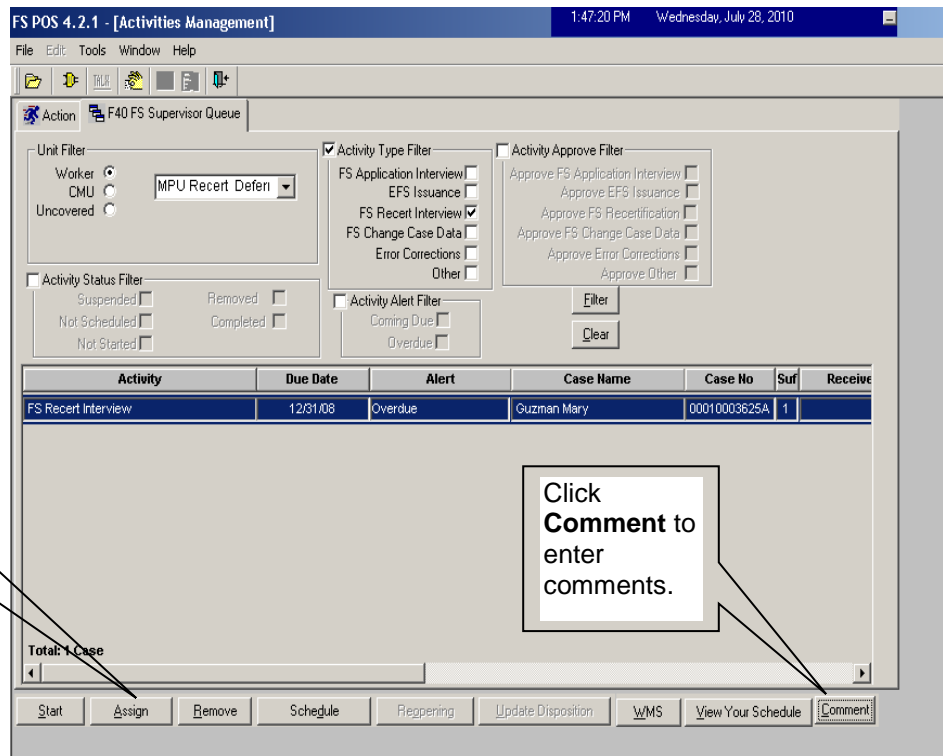 FS POS 4.2.1 - [Activities Management]
1:47:20 PM Wednesday, July 28, 2010
File Edit Tools Window Help
TALK
Action F40 FS Supervisor Queue
Unit Filter
Worker
CMU
Uncovered
MPU Recert Deferr
Activity Type Filter
FS Application Interview
EFS Issuance
FS Recert Interview
FS Change Case Data
Error Corrections
Other
Activity Approve Filter
Approve FS Application Interview
Approve EFS Issuance
Approve FS Recertification
Approve FS Change Case Data
Approve Error Corrections
Approve Other
Activity Status Filter
Suspended Removed
Not Scheduled Completed
Not Started
Activity Alert Filter
Coming Due
Overdue
Filter
Clear
Activity Due Date Alert Case Name Case No Suf Receive
FS Recert Interview 12/31/08 Overdue Guzman Mary 00010003625A 1
Click
Comment to
enter
comments.
Total: 1 Case
Start Assign Remove Schedule Reopening Update Disposition WMS View Your Schedule Comment